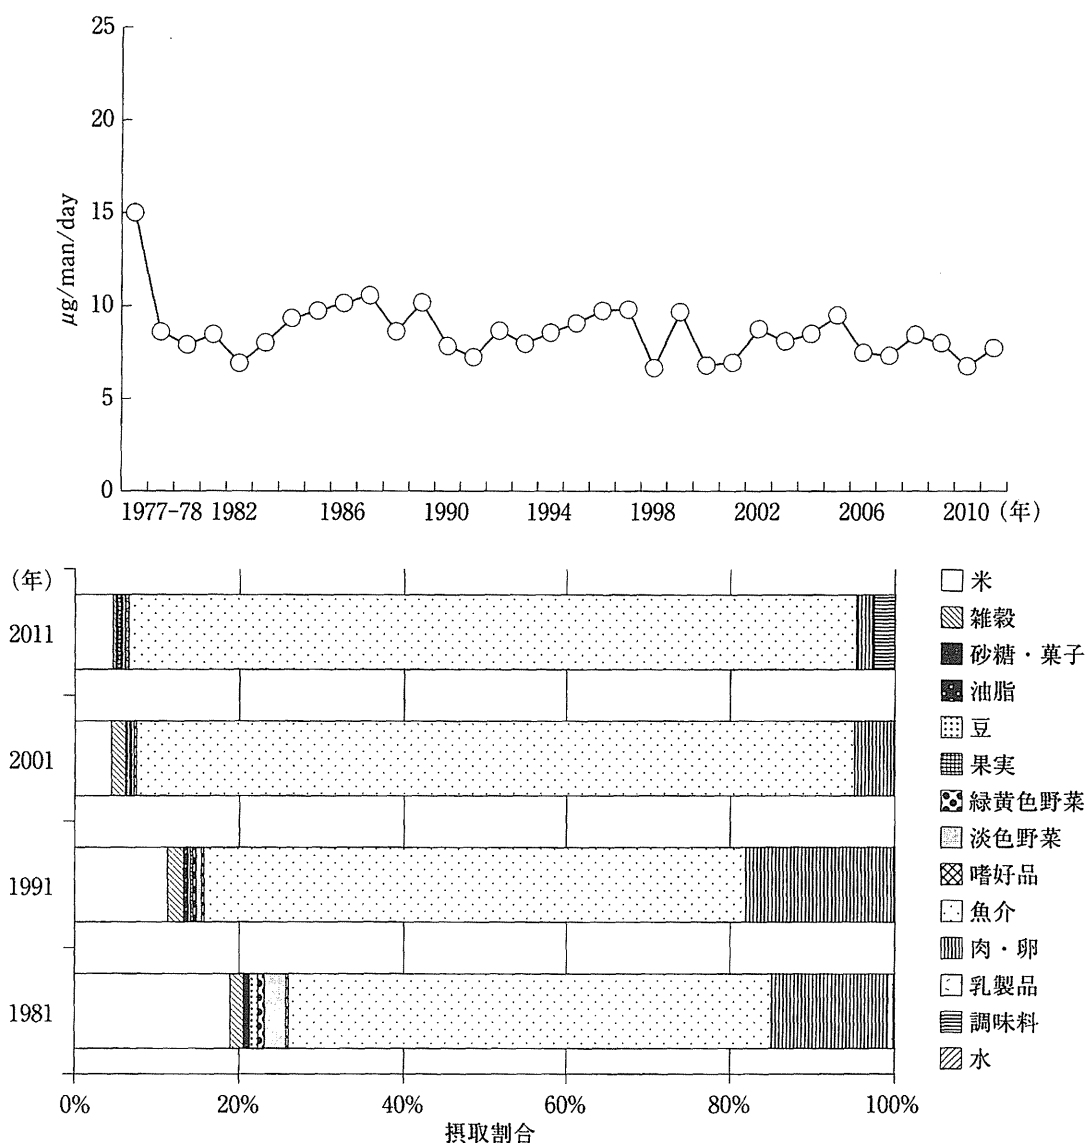 25
20
15
10
5
0
μg/man/day
1977-78 1982 1986 1990 1994 1998 2002 2006 2010 (年)
(年)
2011
2001
1991
1981
0% 20% 40% 60% 80% 100%
摂取割合
米
雑穀
砂糖・菓子
油脂
豆
果実
緑黄色野菜
淡色野菜
嗜好品
魚介
肉・卵
乳製品
調味料
水